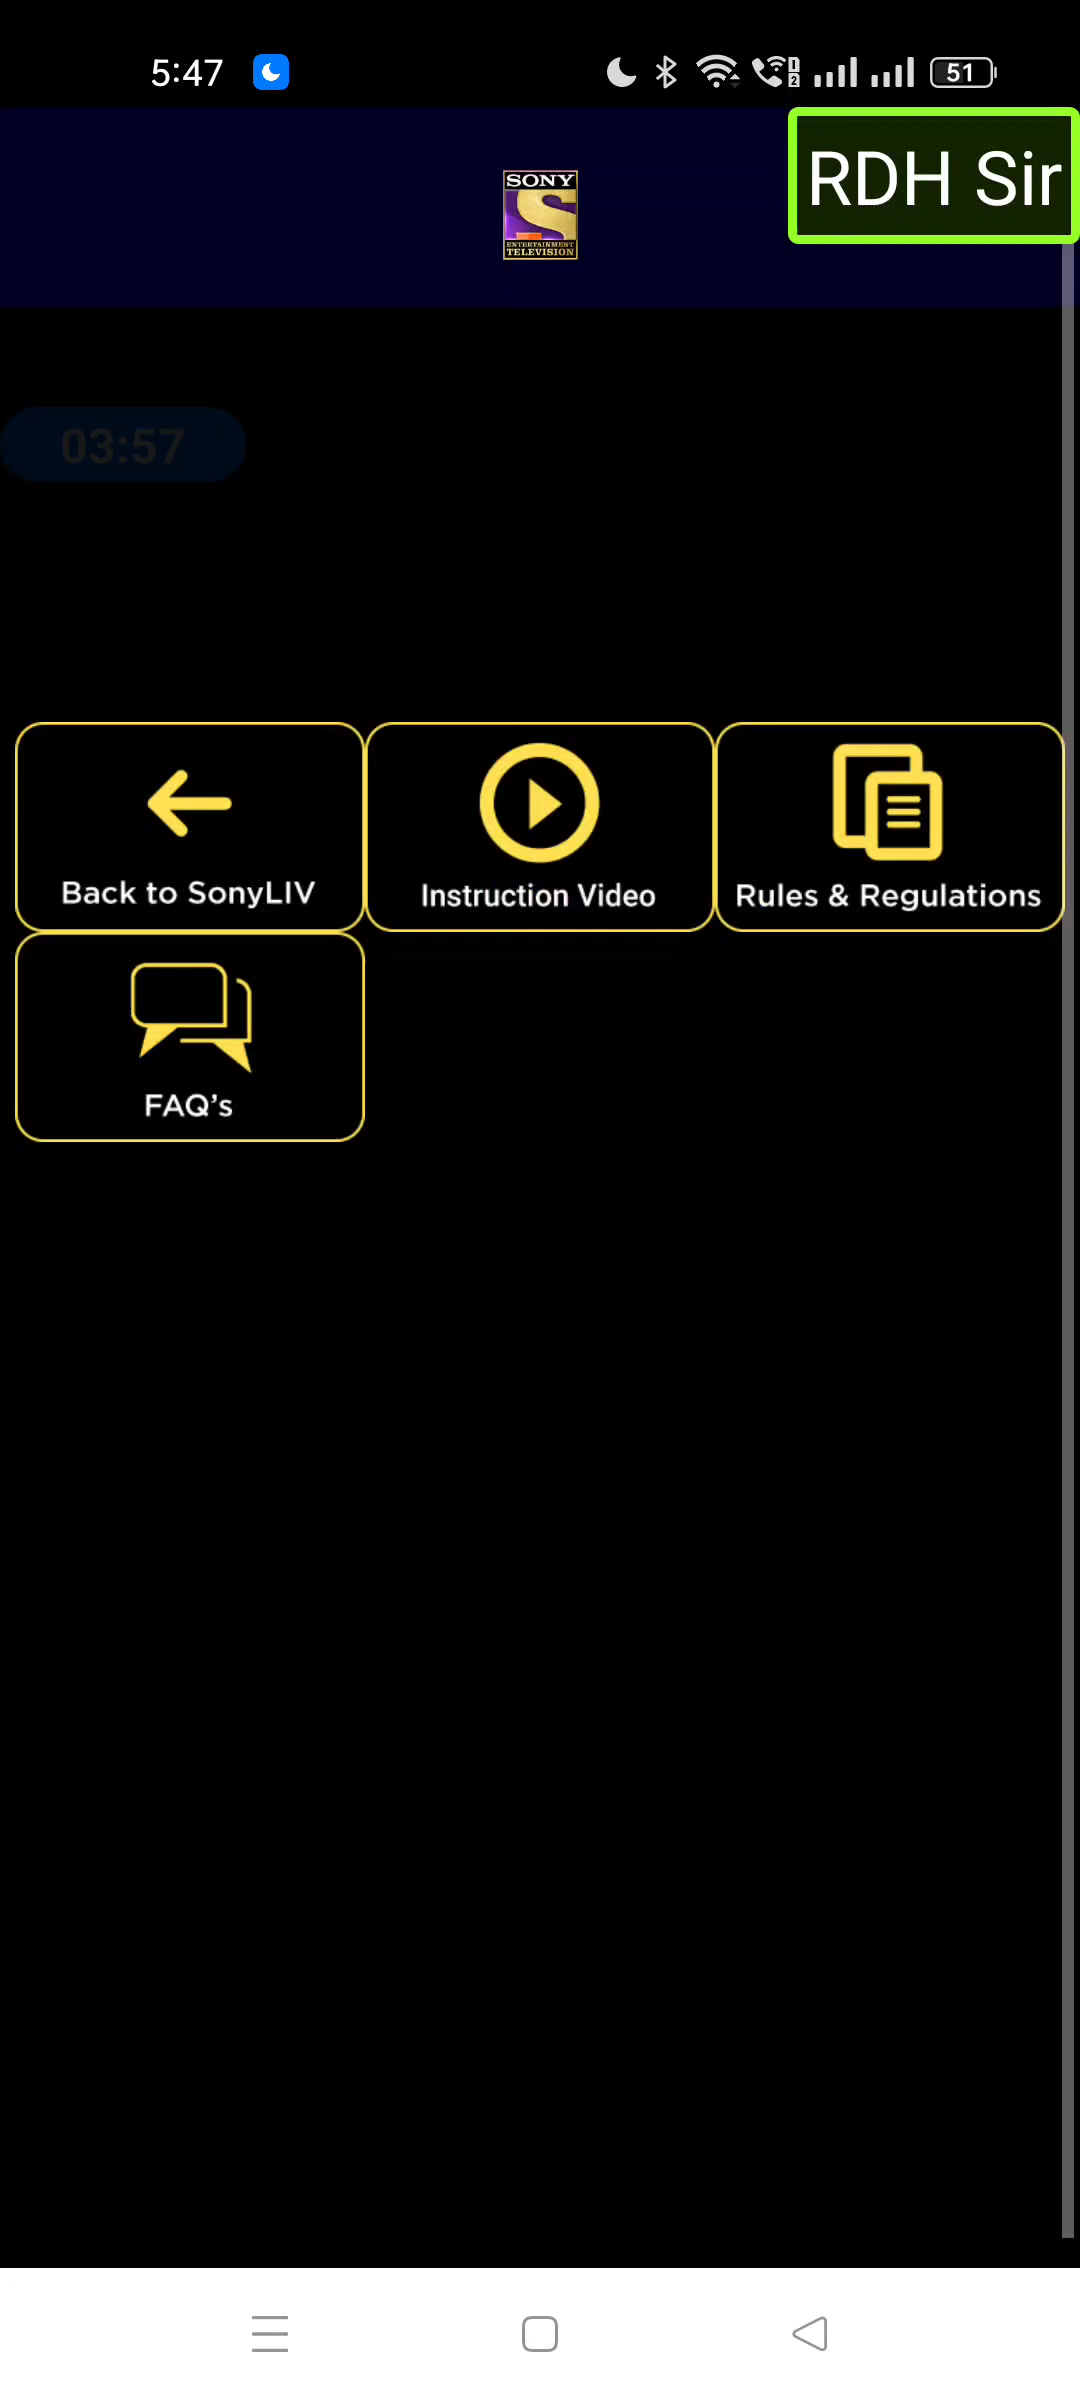 5:47
51
RDH Sir
SONY
ENTERTAINMENT
TELEVISION
03:57
Back to SonyLIV
Instruction Video
Rules & Regulations
FAQ’s